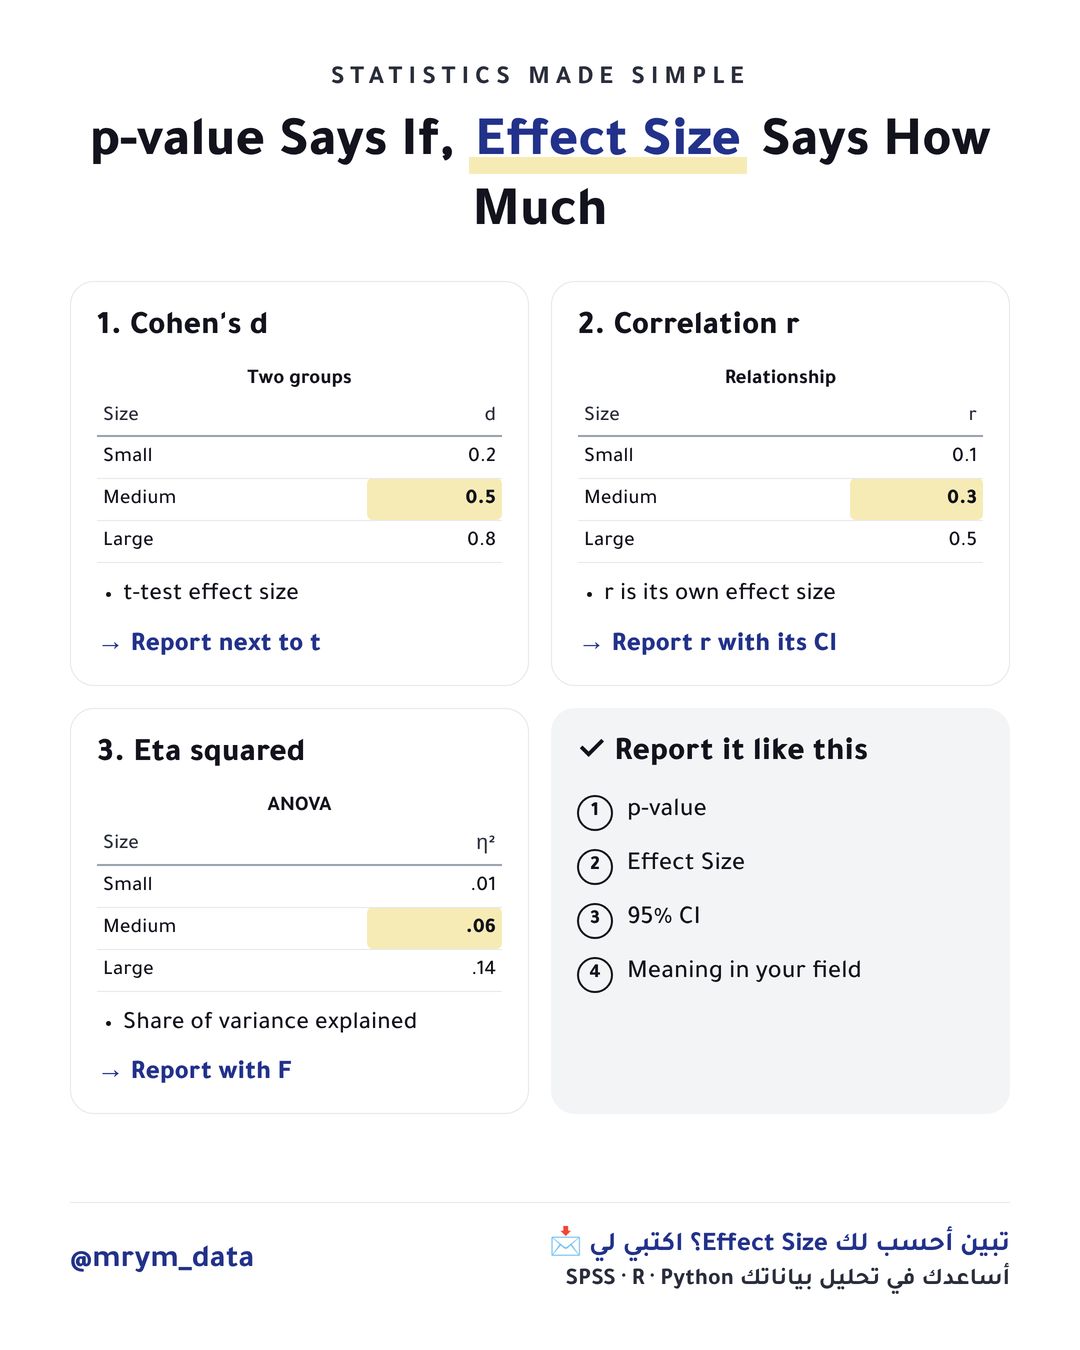 STATISTICS MADE SIMPLE
p-value Says If, Effect Size Says How
Much
1. Cohen's d
Two groups
Size d
Small 0.2
Medium 0.5
Large 0.8
• t-test effect size
→ Report next to t
2. Correlation r
Relationship
Size r
Small 0.1
Medium 0.3
Large 0.5
• r is its own effect size
→ Report r with its CI
3. Eta squared
ANOVA
Size η²
Small .01
Medium .06
Large .14
• Share of variance explained
→ Report with F
✓ Report it like this
1 p-value
2 Effect Size
3 95% CI
4 Meaning in your field
@mrym_data
تبين أحسب لك Effect Size؟ اكتبي لي 📩
أساعدك في تحليل بياناتك SPSS · R · Python